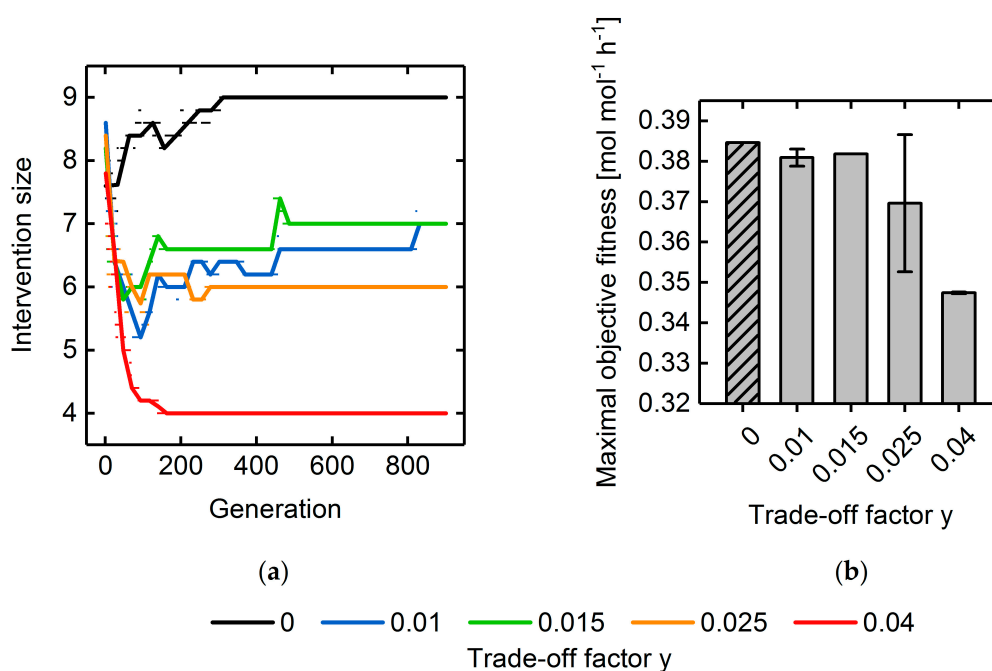 Intervention size
9
8
7
6
5
4
0 200 400 600 800
Generation
(a)
Maximal objective fitness [mol mol⁻¹ h⁻¹]
0.39
0.38
0.37
0.36
0.35
0.34
0.33
0.32
0 0.01 0.015 0.025 0.04
Trade-off factor y
(b)
0 0.01 0.015 0.025 0.04
Trade-off factor y